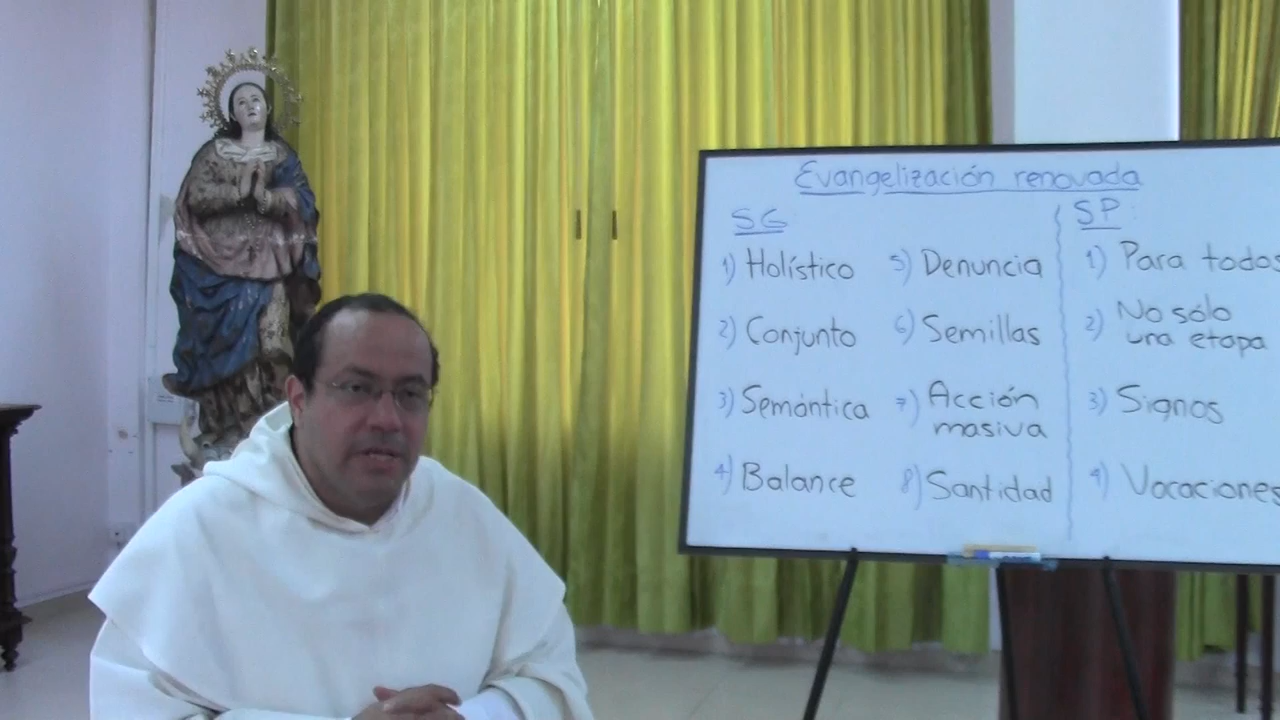 Evangelización renovada
SG
1) Holístico
2) Conjunto
3) Semántica
4) Balance
5) Denuncia
6) Semillas
7) Acción
masiva
8) Santidad
SP:
1) Para todos
2) No sólo
una etapa
3) Signos
4) Vocaciones